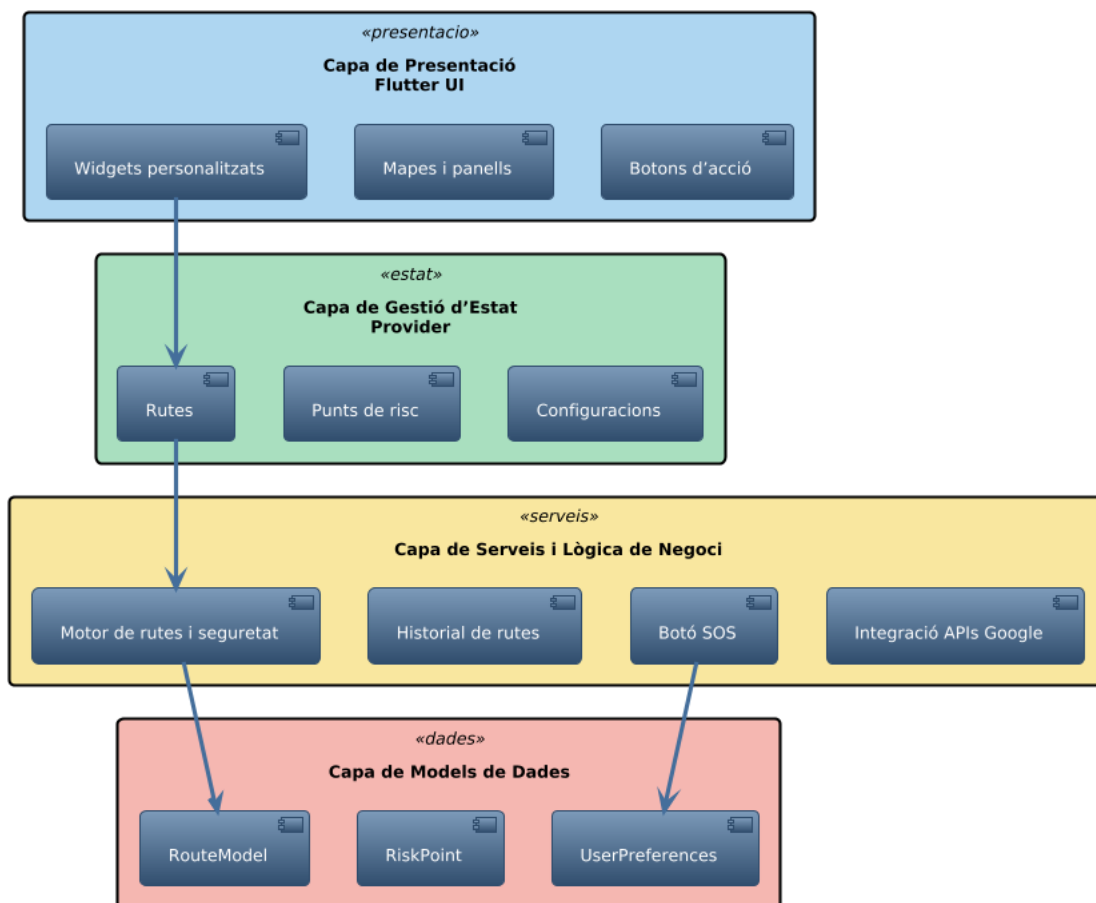 «presentacio»
Capa de Presentació
Flutter UI
Widgets personalitzats
Mapes i panells
Botons d’acció
«estat»
Capa de Gestió d’Estat
Provider
Rutes
Punts de risc
Configuracions
«serveis»
Capa de Serveis i Lògica de Negoci
Motor de rutes i seguretat
Historial de rutes
Botó SOS
Integració APIs Google
«dades»
Capa de Models de Dades
RouteModel
RiskPoint
UserPreferences